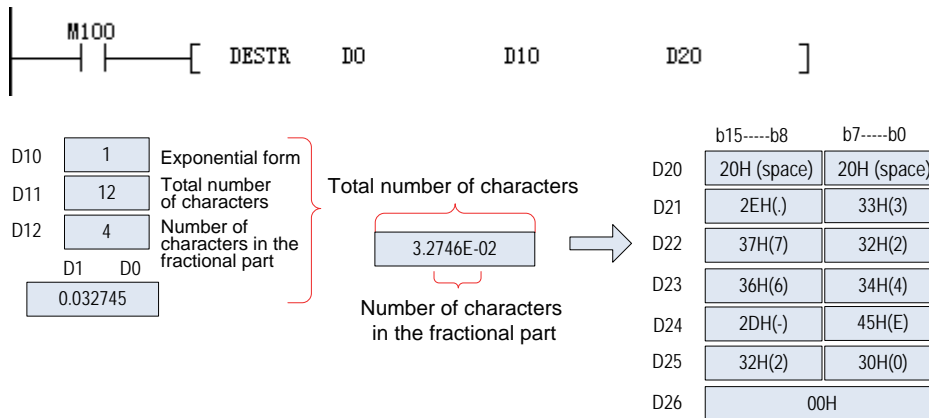 M100
[ DESTR D0 D10 D20 ]
D10 1 Exponential form
D11 12 Total number of characters
D12 4 Number of characters in the fractional part
D1 D0
0.032745
Total number of characters
3.2746E-02
Number of characters
in the fractional part
b15-----b8 b7-----b0
D20 20H (space) 20H (space)
D21 2EH(.) 33H(3)
D22 37H(7) 32H(2)
D23 36H(6) 34H(4)
D24 2DH(-) 45H(E)
D25 32H(2) 30H(0)
D26 00H